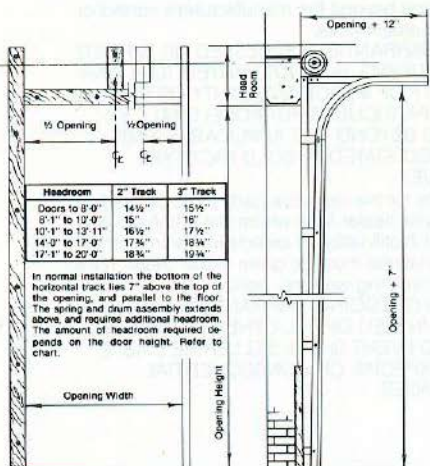 Opening + 12"
Head
Room
½ Opening
½ Opening
Headroom 2" Track 3" Track
Doors to 8'-0" 14½" 15½"
8'-1" to 10'-0" 15" 16"
10'-1" to 13'-11" 16½" 17½"
14'-0" to 17'-0" 17¾" 18¾"
17'-1" to 20'-0" 18¾" 19¾"
In normal installation the bottom of the
horizontal track lies 7" above the top of
the opening, and parallel to the floor.
The spring and drum assembly extends
above, and requires additional headroom.
The amount of headroom required de-
pends on the door height. Refer to
chart.
Opening Width
Opening Height
Opening + 7"